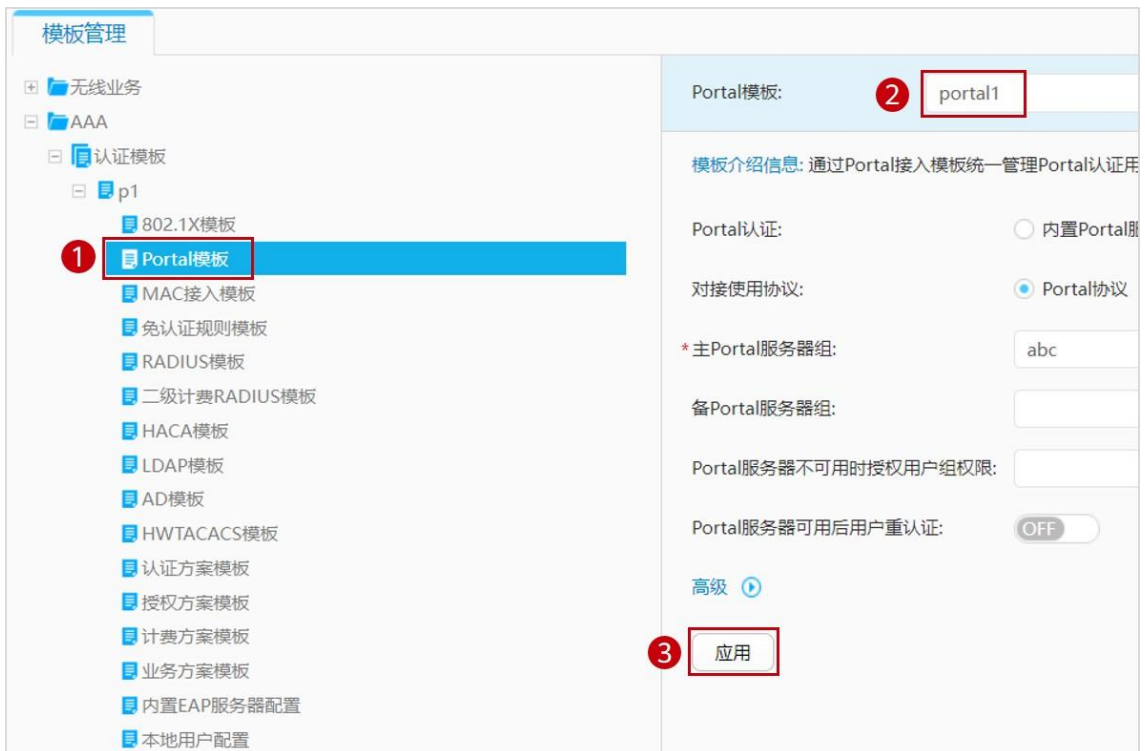 模板管理
无线业务
AAA
认证模板
p1
802.1X模板
1 Portal模板
MAC接入模板
免认证规则模板
RADIUS模板
二级计费RADIUS模板
HACA模板
LDAP模板
AD模板
HWTACACS模板
认证方案模板
授权方案模板
计费方案模板
业务方案模板
内置EAP服务器配置
本地用户配置
Portal模板: 2 portal1
模板介绍信息: 通过Portal接入模板统一管理Portal认证用
Portal认证: 内置Portal
对接使用协议: Portal协议
*主Portal服务器组: abc
备Portal服务器组:
Portal服务器不可用时授权用户组权限:
Portal服务器可用后用户重认证: OFF
高级
3 应用